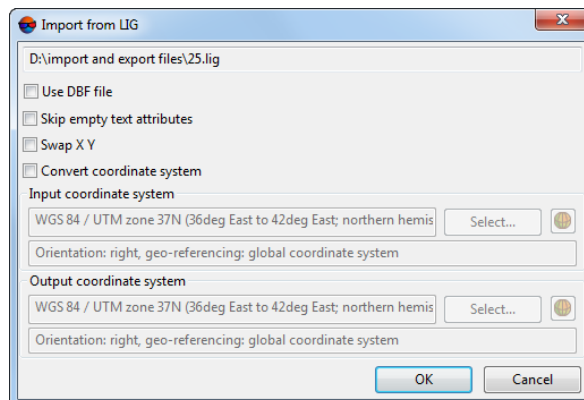 Import from LIG
D:\import and export files\25.lig
Use DBF file
Skip empty text attributes
Swap X Y
Convert coordinate system
Input coordinate system
WGS 84 / UTM zone 37N (36deg East to 42deg East; northern hemis Select...
Orientation: right, geo-referencing: global coordinate system
Output coordinate system
WGS 84 / UTM zone 37N (36deg East to 42deg East; northern hemis Select...
Orientation: right, geo-referencing: global coordinate system
OK Cancel